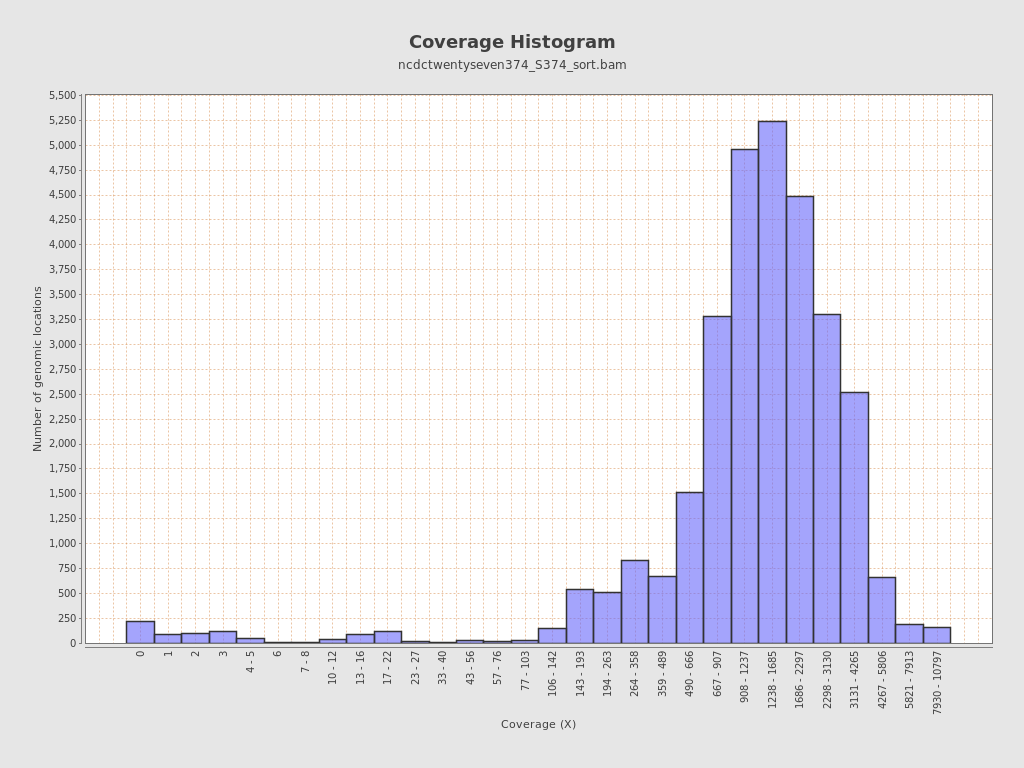 Coverage Histogram
ncdctwentyseven374_S374_sort.bam
5,500
5,250
5,000
4,750
4,500
4,250
4,000
3,750
3,500
3,250
3,000
2,750
2,500
2,250
2,000
1,750
1,500
1,250
1,000
750
500
250
0
Number of genomic locations
0
1
2
3
4 - 5
6
7 - 8
10 - 12
13 - 16
17 - 22
23 - 27
33 - 40
43 - 56
57 - 76
77 - 103
106 - 142
143 - 193
194 - 263
264 - 358
359 - 489
490 - 666
667 - 907
908 - 1237
1238 - 1685
1686 - 2297
2298 - 3130
3131 - 4265
4267 - 5806
5821 - 7913
7930 - 10797
Coverage (X)